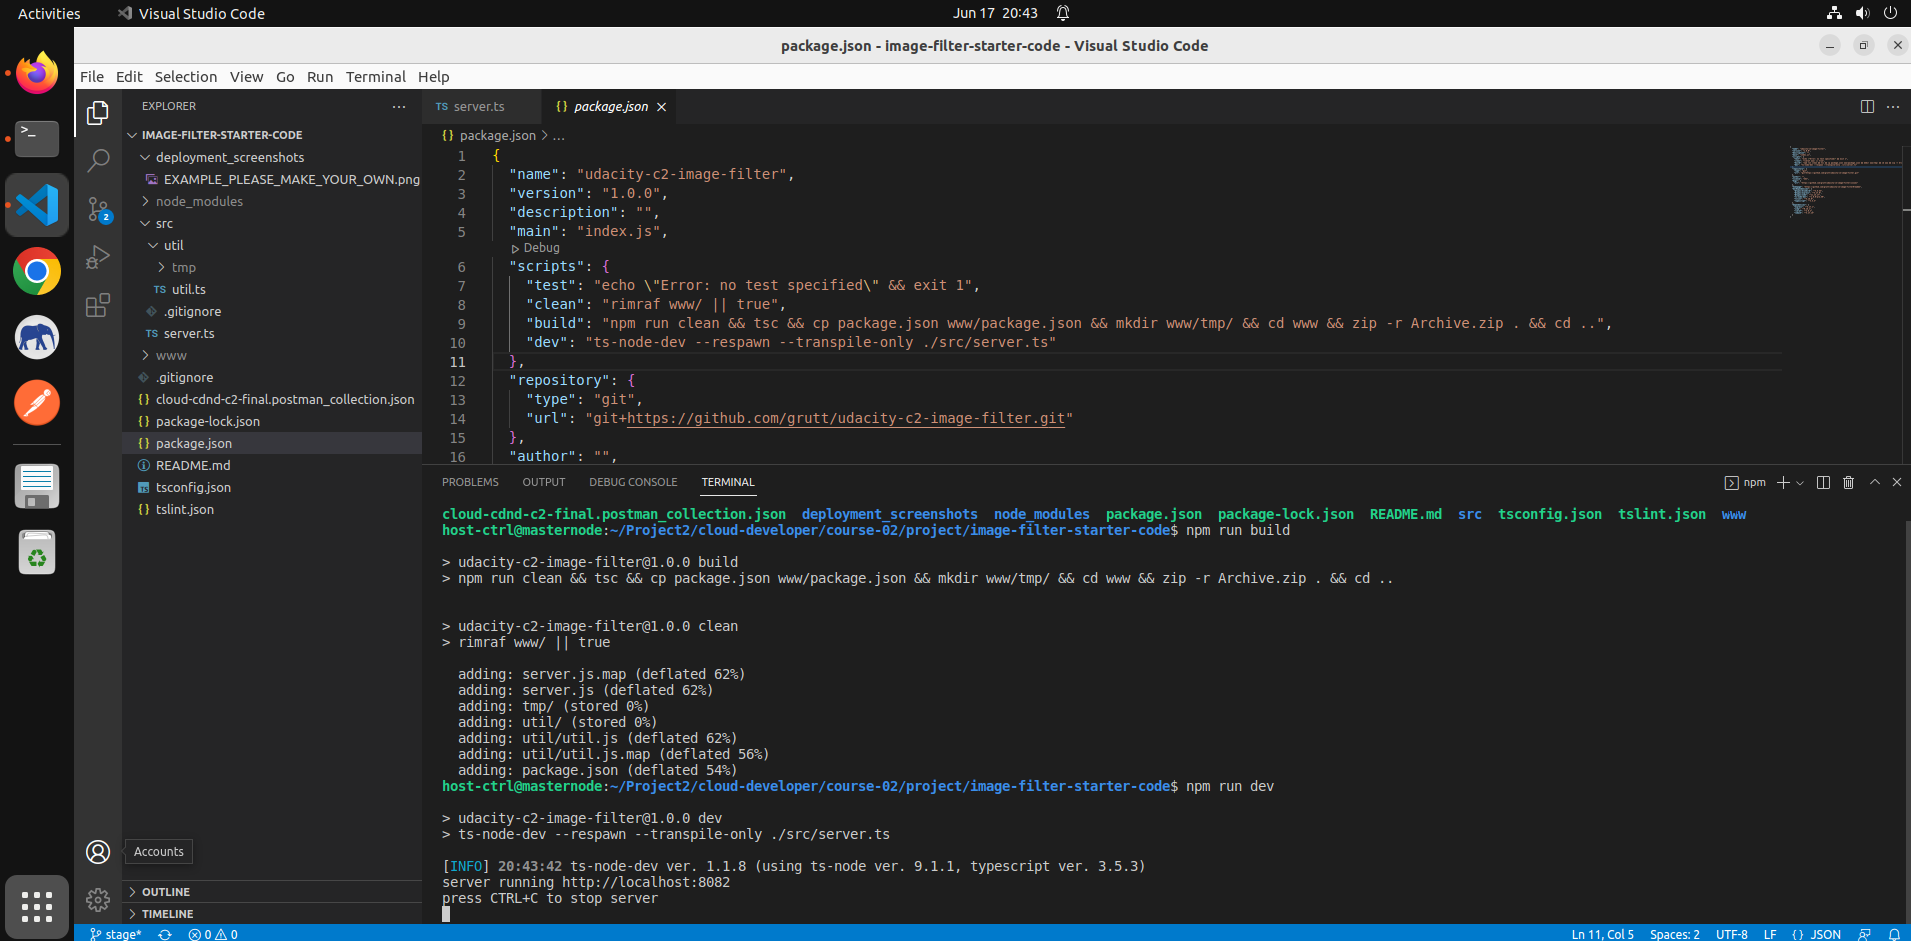 Activities
Visual Studio Code
Jun 17 20:43
package.json - image-filter-starter-code - Visual Studio Code
File Edit Selection View Go Run Terminal Help
EXPLORER
IMAGE-FILTER-STARTER-CODE
deployment_screenshots
EXAMPLE_PLEASE_MAKE_YOUR_OWN.png
node_modules
src
util
tmp
TS util.ts
.gitignore
TS server.ts
www
.gitignore
{} cloud-cdnd-c2-final.postman_collection.json
{} package-lock.json
{} package.json
README.md
tsconfig.json
{} tslint.json
2
Accounts
OUTLINE
TIMELINE
TS server.ts
{} package.json
{} package.json > ...
1 {
2 "name": "udacity-c2-image-filter",
3 "version": "1.0.0",
4 "description": "",
5 "main": "index.js",
Debug
6 "scripts": {
7 "test": "echo \"Error: no test specified\" && exit 1",
8 "clean": "rimraf www/ || true",
9 "build": "npm run clean && tsc && cp package.json www/package.json && mkdir www/tmp/ && cd www && zip -r Archive.zip . && cd ..",
10 "dev": "ts-node-dev --respawn --transpile-only ./src/server.ts"
11 },
12 "repository": {
13 "type": "git",
14 "url": "git+https://github.com/grutt/udacity-c2-image-filter.git"
15 },
16 "author": "",
PROBLEMS OUTPUT DEBUG CONSOLE TERMINAL
npm
cloud-cdnd-c2-final.postman_collection.json deployment_screenshots node_modules package.json package-lock.json README.md src tsconfig.json tslint.json www
host-ctrl@masternode:~/Project2/cloud-developer/course-02/project/image-filter-starter-code$ npm run build
> udacity-c2-image-filter@1.0.0 build
> npm run clean && tsc && cp package.json www/package.json && mkdir www/tmp/ && cd www && zip -r Archive.zip . && cd ..
> udacity-c2-image-filter@1.0.0 clean
> rimraf www/ || true
adding: server.js.map (deflated 62%)
adding: server.js (deflated 62%)
adding: tmp/ (stored 0%)
adding: util/ (stored 0%)
adding: util/util.js (deflated 62%)
adding: util/util.js.map (deflated 56%)
adding: package.json (deflated 54%)
host-ctrl@masternode:~/Project2/cloud-developer/course-02/project/image-filter-starter-code$ npm run dev
> udacity-c2-image-filter@1.0.0 dev
> ts-node-dev --respawn --transpile-only ./src/server.ts
[INFO] 20:43:42 ts-node-dev ver. 1.1.8 (using ts-node ver. 9.1.1, typescript ver. 3.5.3)
server running http://localhost:8082
press CTRL+C to stop server
stage* 0 0
Ln 11, Col 5 Spaces: 2 UTF-8 LF {} JSON